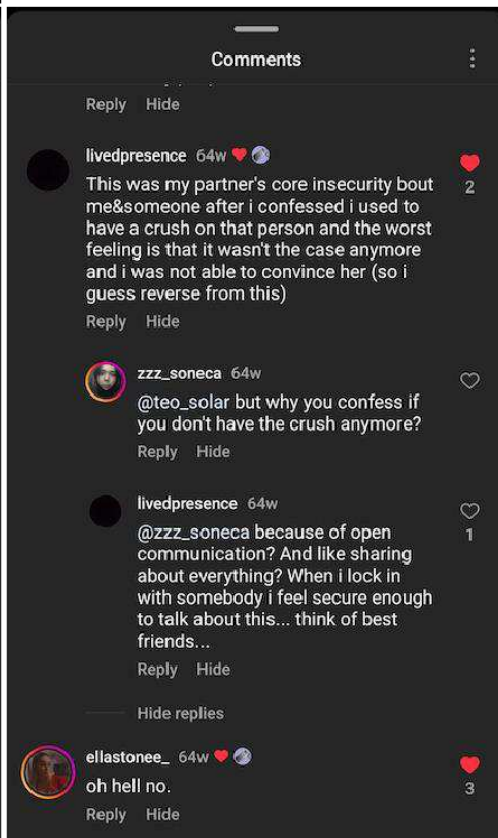 Comments
Reply Hide
livedpresence 64w
This was my partner's core insecurity bout
me&someone after i confessed i used to
have a crush on that person and the worst
feeling is that it wasn't the case anymore
and i was not able to convince her (so i
guess reverse from this)
2
Reply Hide
zzz_soneca 64w
@teo_solar but why you confess if
you don't have the crush anymore?
Reply Hide
livedpresence 64w
@zzz_soneca because of open
communication? And like sharing
about everything? When i lock in
with somebody i feel secure enough
to talk about this... think of best
friends...
1
Reply Hide
Hide replies
ellastonee_ 64w
oh hell no.
3
Reply Hide